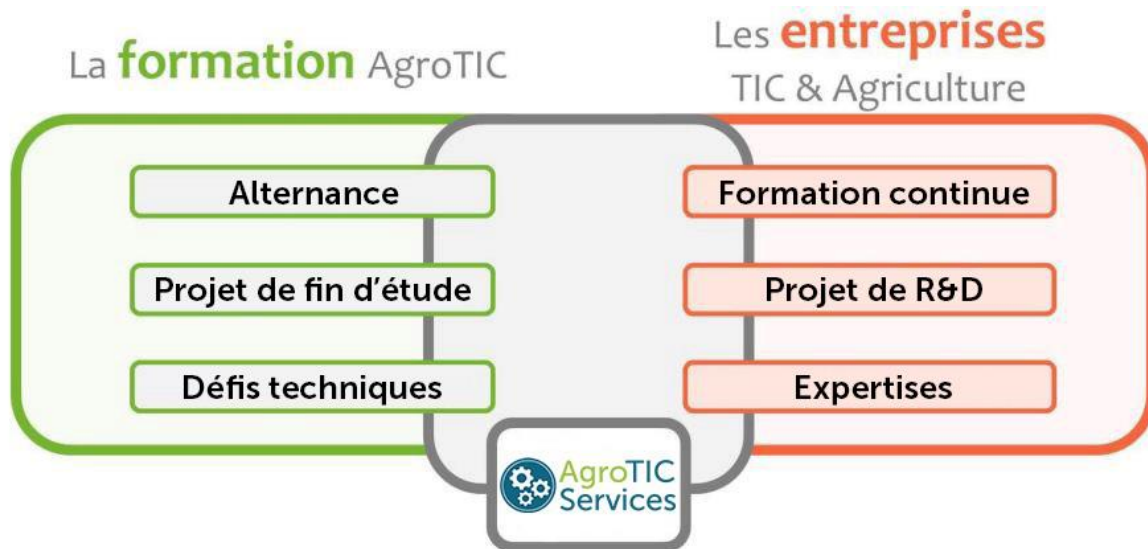 La formation AgroTIC
Les entreprises
TIC & Agriculture
Alternance
Formation continue
Projet de fin d’étude
Projet de R&D
Défis techniques
Expertises
AgroTIC
Services